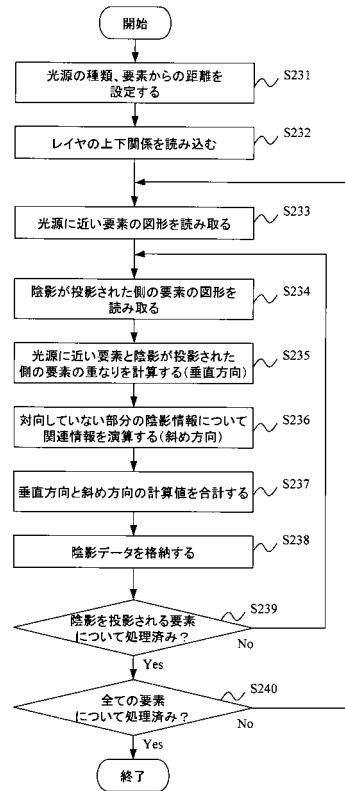 開始
光源の種類、要素からの距離を
設定する
S231
レイヤの上下関係を読み込む
S232
光源に近い要素の図形を読み取る
S233
陰影が投影された側の要素の図形を
読み取る
S234
光源に近い要素と陰影が投影された
側の要素の重なりを計算する(垂直方向)
S235
対向していない部分の陰影情報について
関連情報を演算する(斜め方向)
S236
垂直方向と斜め方向の計算値を合計する
S237
陰影データを格納する
S238
陰影を投影される要素
について処理済み?
S239
No
Yes
全ての要素
について処理済み?
S240
No
Yes
終了